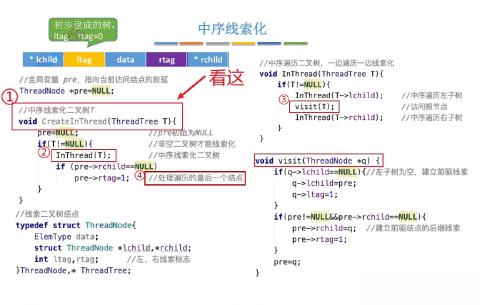 初步建成的树,
ltag、rtag=0
中序线索化
* lchild ltag data rtag * rchild
看这
//全局变量 pre, 指向当前访问结点的前驱
ThreadNode *pre=NULL;
①
//中序线索化二叉树T
void CreateInThread(ThreadTree T){
pre=NULL; //pre初始为NULL
if(T!=NULL){ //非空二叉树才能线索化
② InThread(T); //中序线索化二叉树
if (pre->rchild==NULL)
pre->rtag=1; ④ //处理遍历的最后一个结点
}
}
//线索二叉树结点
typedef struct ThreadNode{
ElemType data;
struct ThreadNode *lchild,*rchild;
int ltag,rtag; //左、右线索标志
}ThreadNode,* ThreadTree;
//中序遍历二叉树, 一边遍历一边线索化
void InThread(ThreadTree T){
if(T!=NULL){
InThread(T->lchild); //中序遍历左子树
③ visit(T); //访问根节点
InThread(T->rchild); //中序遍历右子树
}
}
void visit(ThreadNode *q) {
if(q->lchild==NULL){//左子树为空, 建立前驱线索
q->lchild=pre;
q->ltag=1;
}
if(pre!=NULL&&pre->rchild==NULL){
pre->rchild=q; //建立前驱结点的后继线索
pre->rtag=1;
}
pre=q;
}